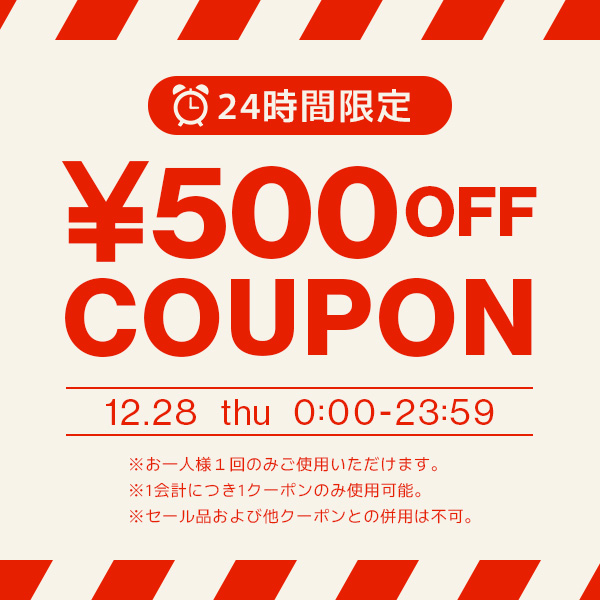 24時間限定
¥500OFF
COUPON
12.28 thu 0:00-23:59
※お一人様１回のみご使用いただけます。
※1会計につき1クーポンのみ使用可能。
※セール品および他クーポンとの併用は不可。